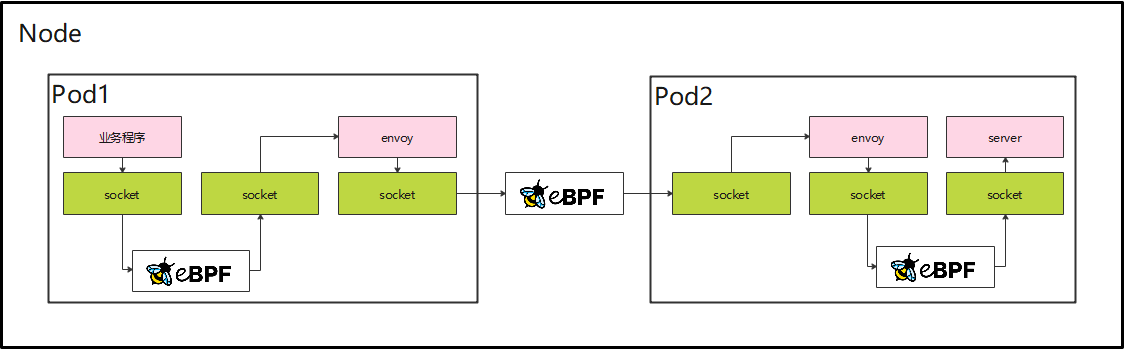 Node
Pod1
业务程序
envoy
socket
socket
socket
eBPF
eBPF
Pod2
envoy
server
socket
socket
socket
eBPF